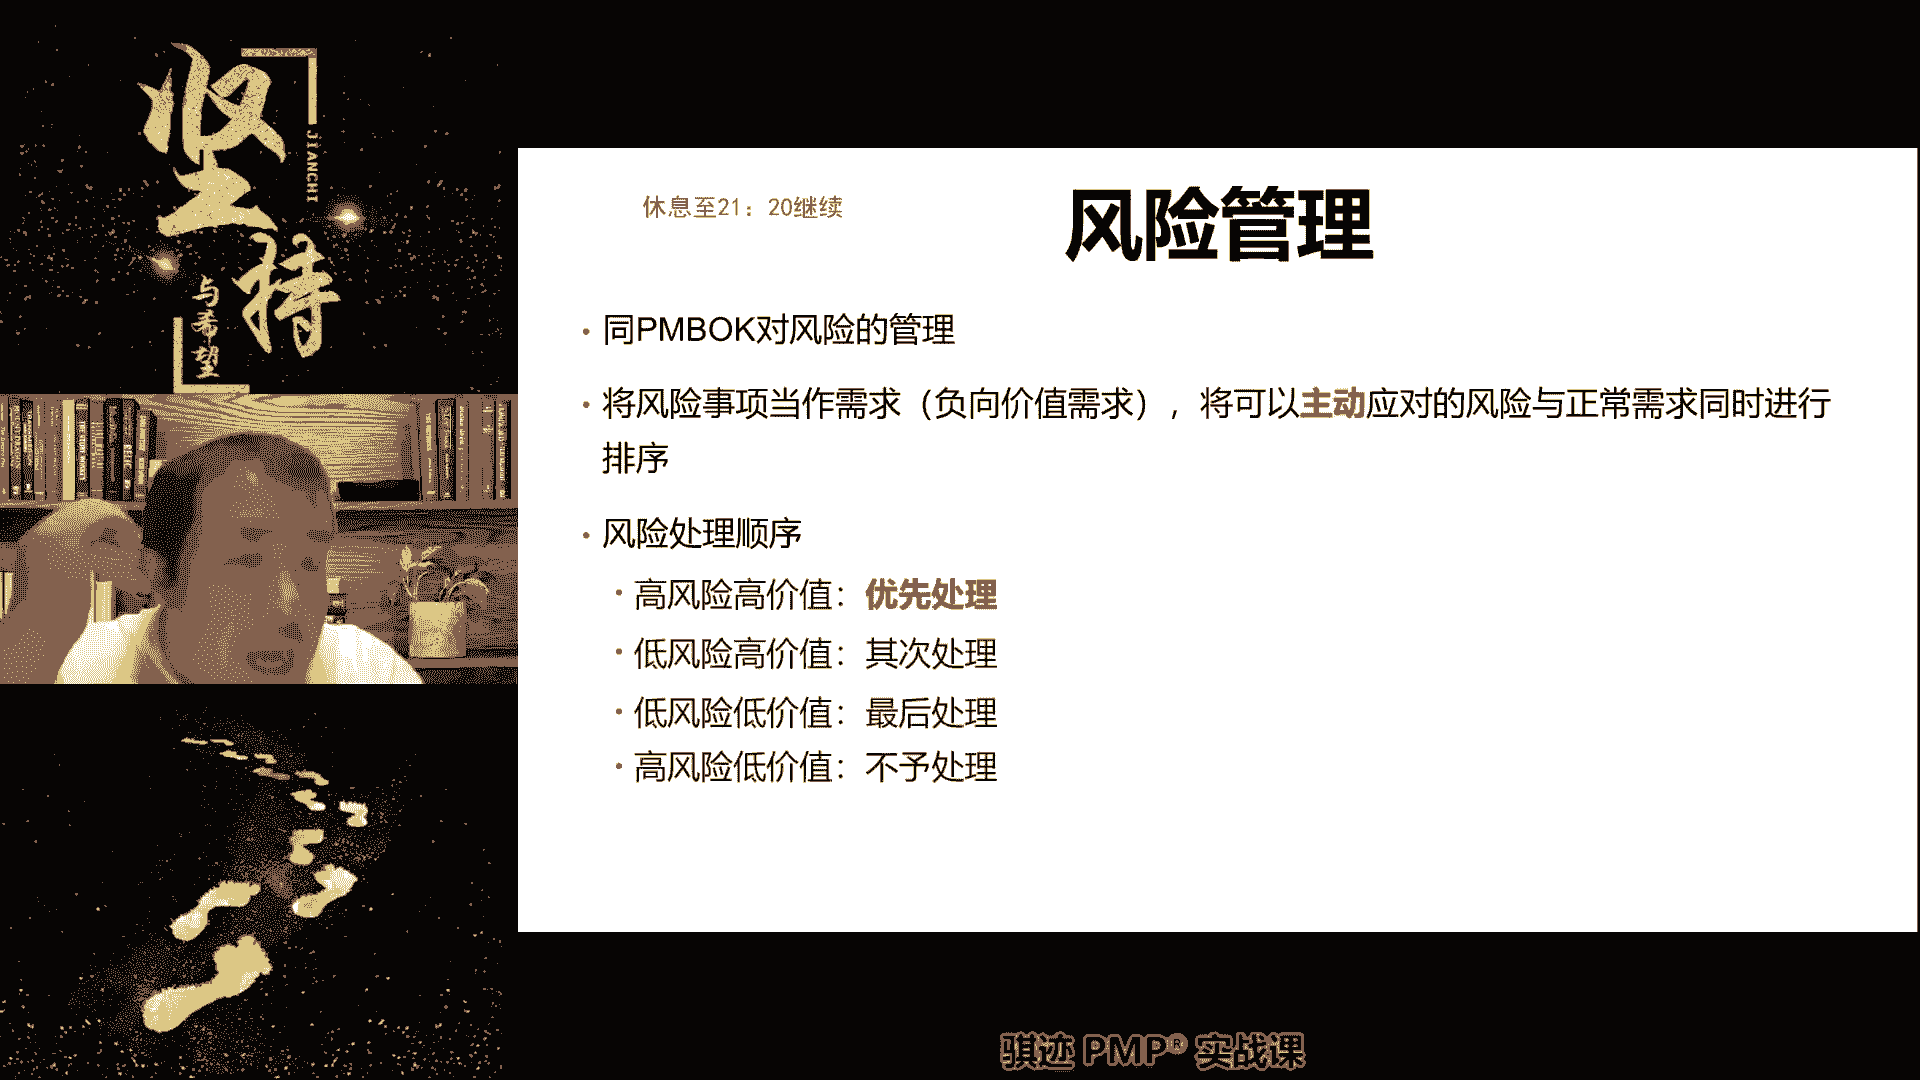 坚持
JIANCHI
与希望
休息至21：20继续
风险管理
• 同PMBOK对风险的管理
• 将风险事项当作需求（负向价值需求），将可以主动应对的风险与正常需求同时进行
排序
• 风险处理顺序
• 高风险高价值：优先处理
• 低风险高价值：其次处理
• 低风险低价值：最后处理
• 高风险低价值：不予处理
骐迹 PMP® 实战课